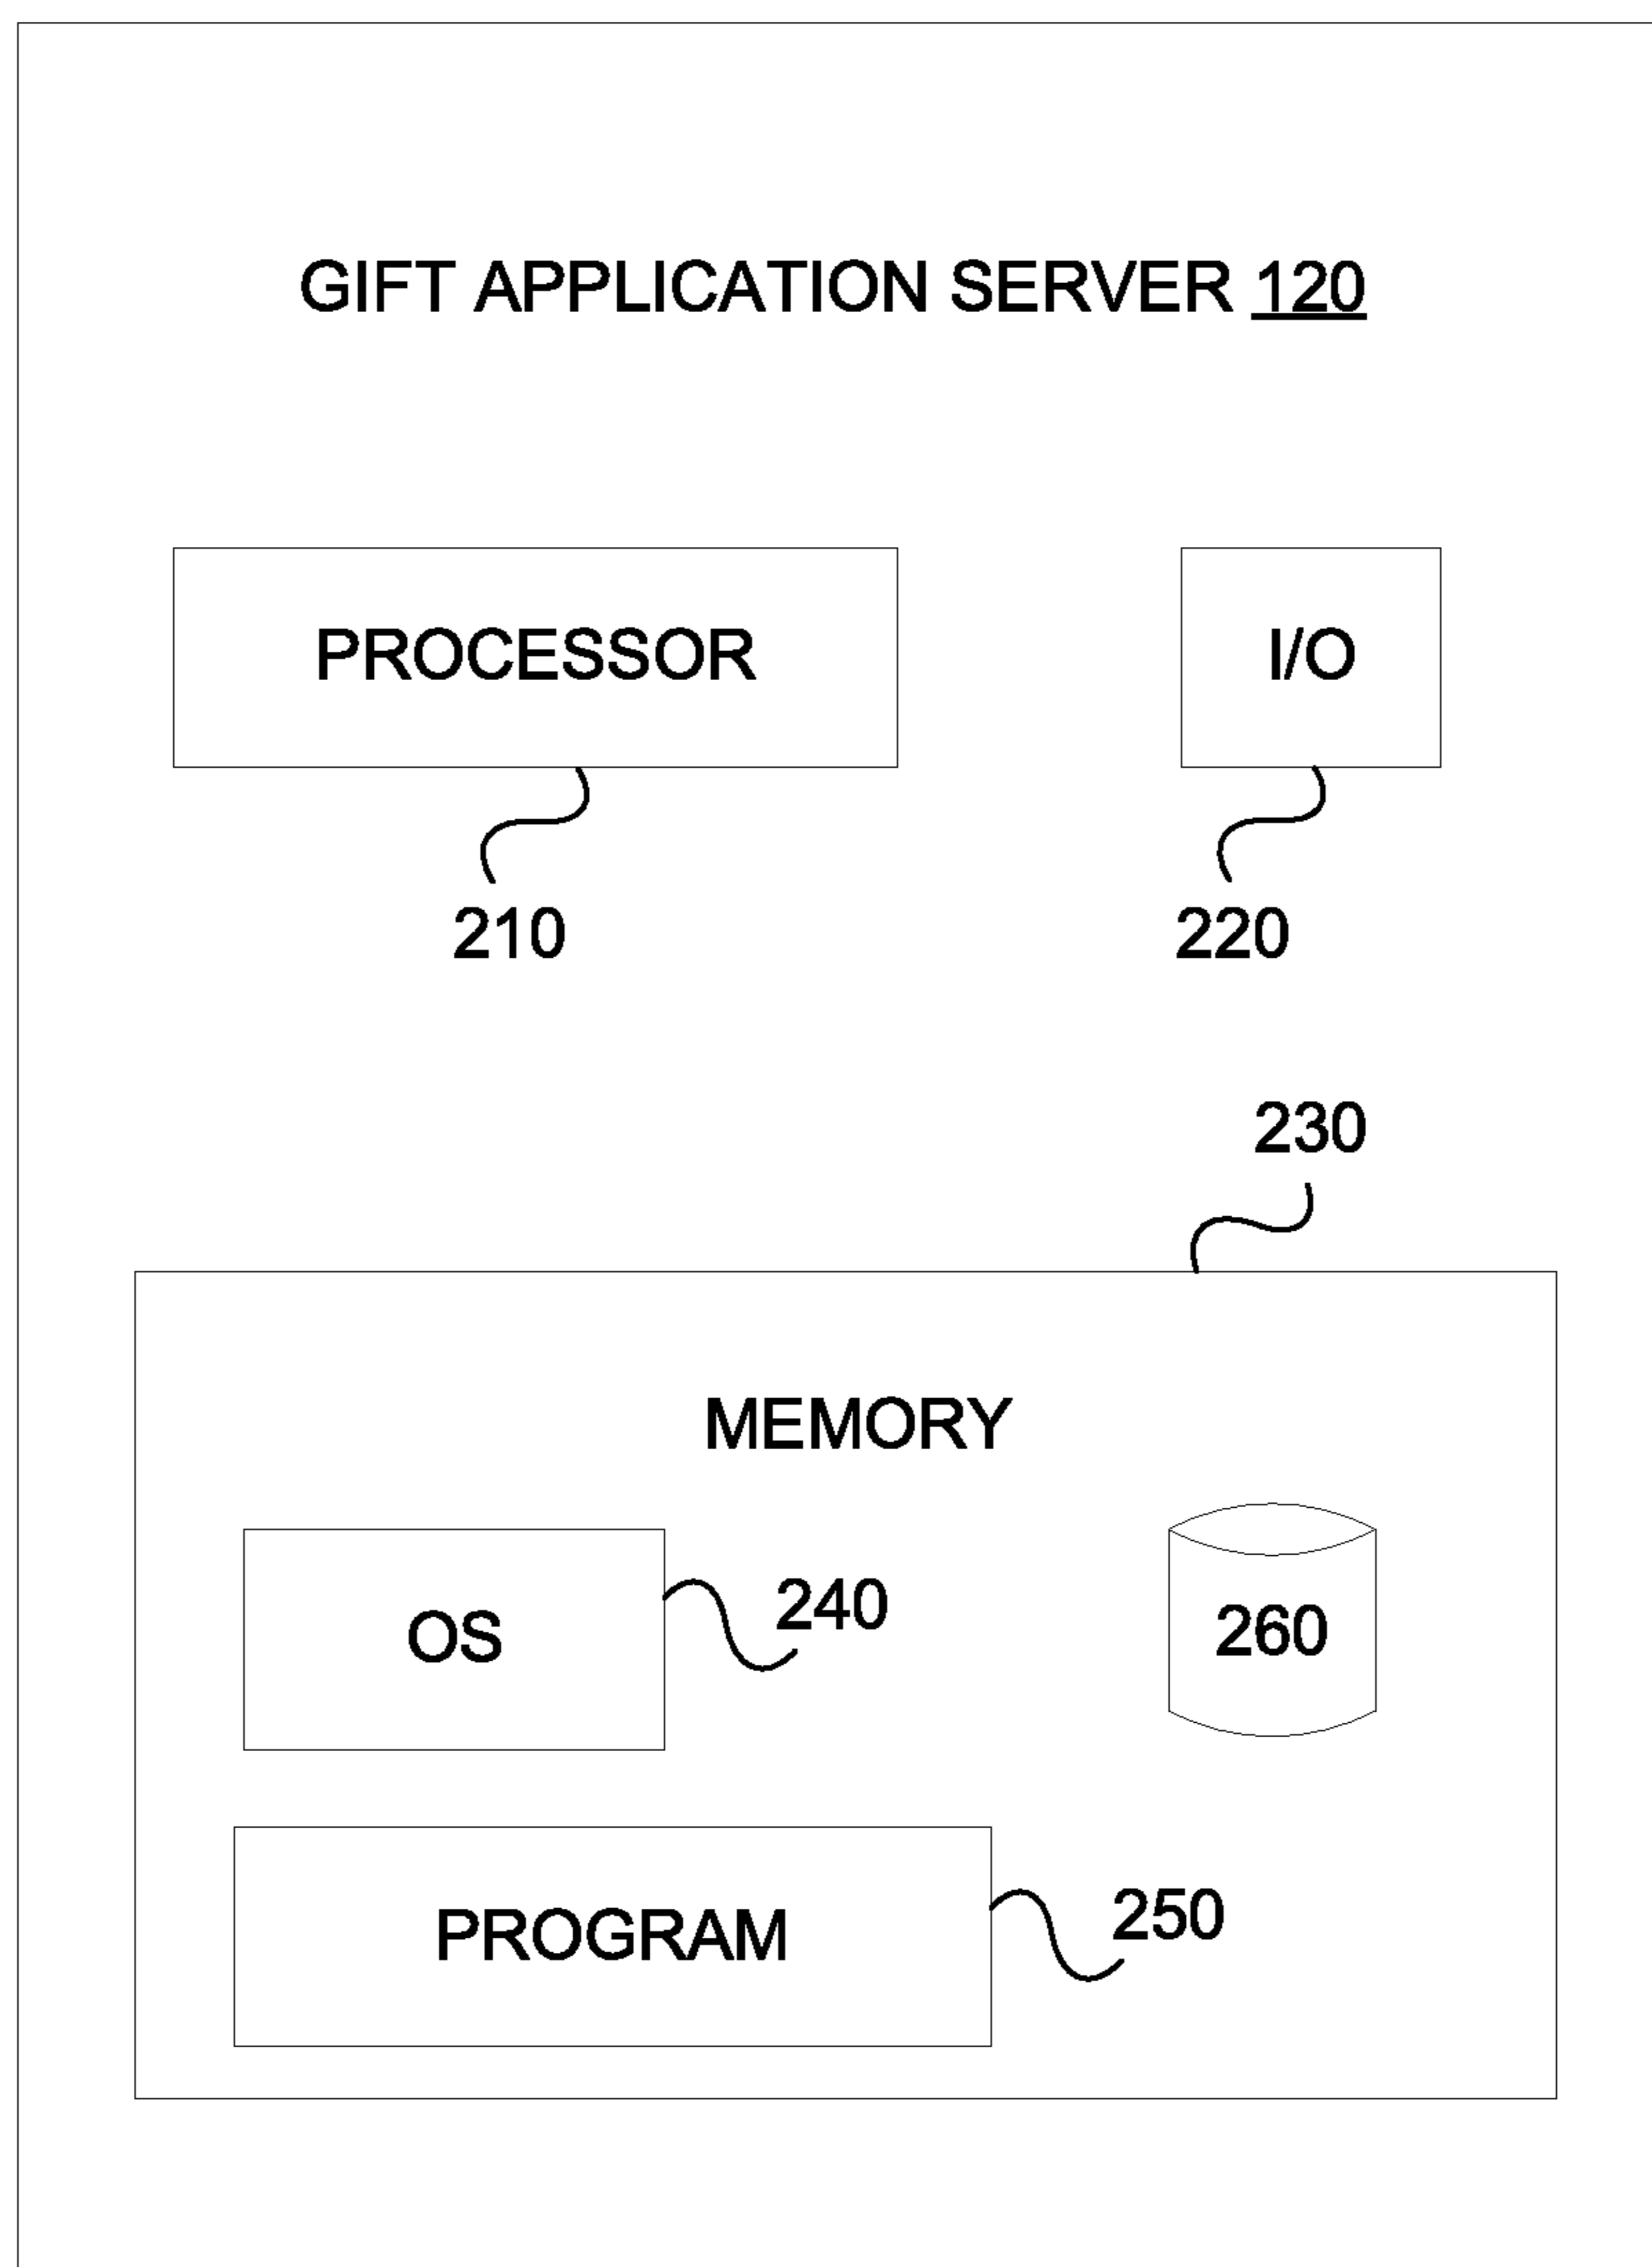 GIFT APPLICATION SERVER 120
PROCESSOR
I/O
210
220
230
MEMORY
OS
240
260
PROGRAM
250